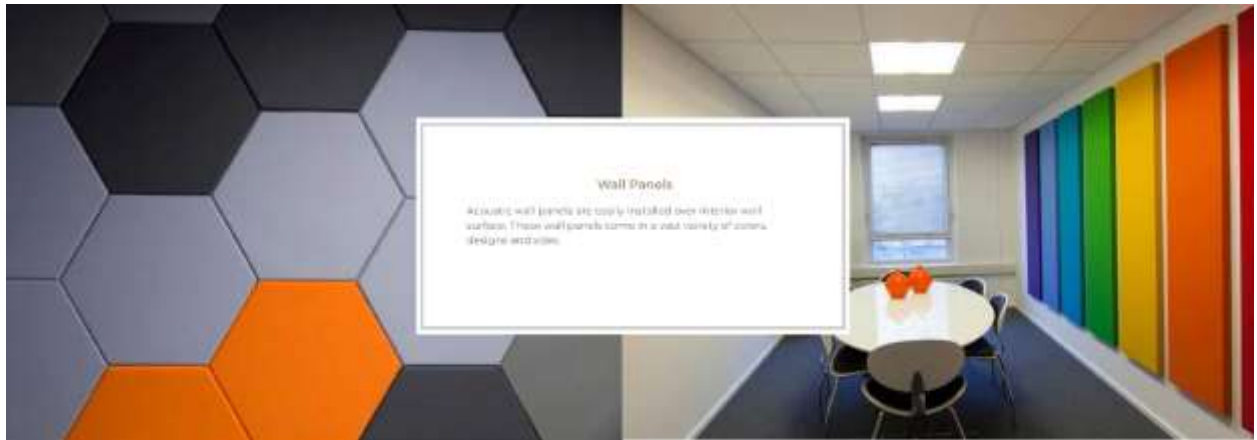 Wall Panels
Acoustic wall panels are easily installed over interior wall
surface. These wall panels come in a vast variety of colors,
designs and sizes.